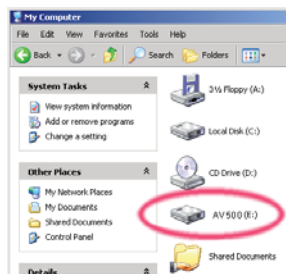 My Computer
File Edit View Favorites Tools Help
Back Search Folders
System Tasks
View system information
Add or remove programs
Change a setting
Other Places
My Network Places
My Documents
Shared Documents
Control Panel
Details
3½ Floppy (A:)
Local Disk (C:)
CD Drive (D:)
AV500 (E:)
Shared Documents